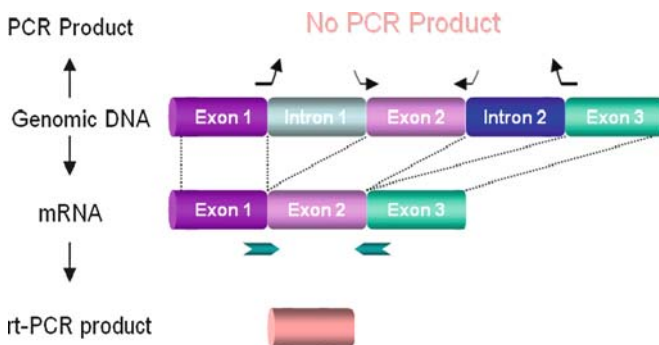 PCR Product
No PCR Product
Genomic DNA
Exon 1
Intron 1
Exon 2
Intron 2
Exon 3
mRNA
Exon 1
Exon 2
Exon 3
rt-PCR product